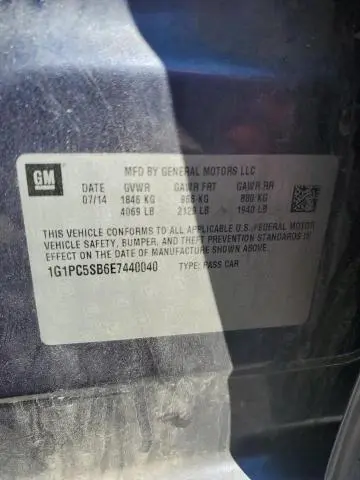 GM
MFD BY GENERAL MOTORS LLC
DATE GVWR GAWR FRT GAWR RR
07/14 1846 KG 966 KG 880 KG
4069 LB 2129 LB 1940 LB
THIS VEHICLE CONFORMS TO ALL APPLICABLE U.S. FEDERAL MOTOR
VEHICLE SAFETY, BUMPER, AND THEFT PREVENTION STANDARDS IN
EFFECT ON THE DATE OF MANUFACTURE SHOWN ABOVE.
1G1PC5SB6E7440040 TYPE: PASS CAR